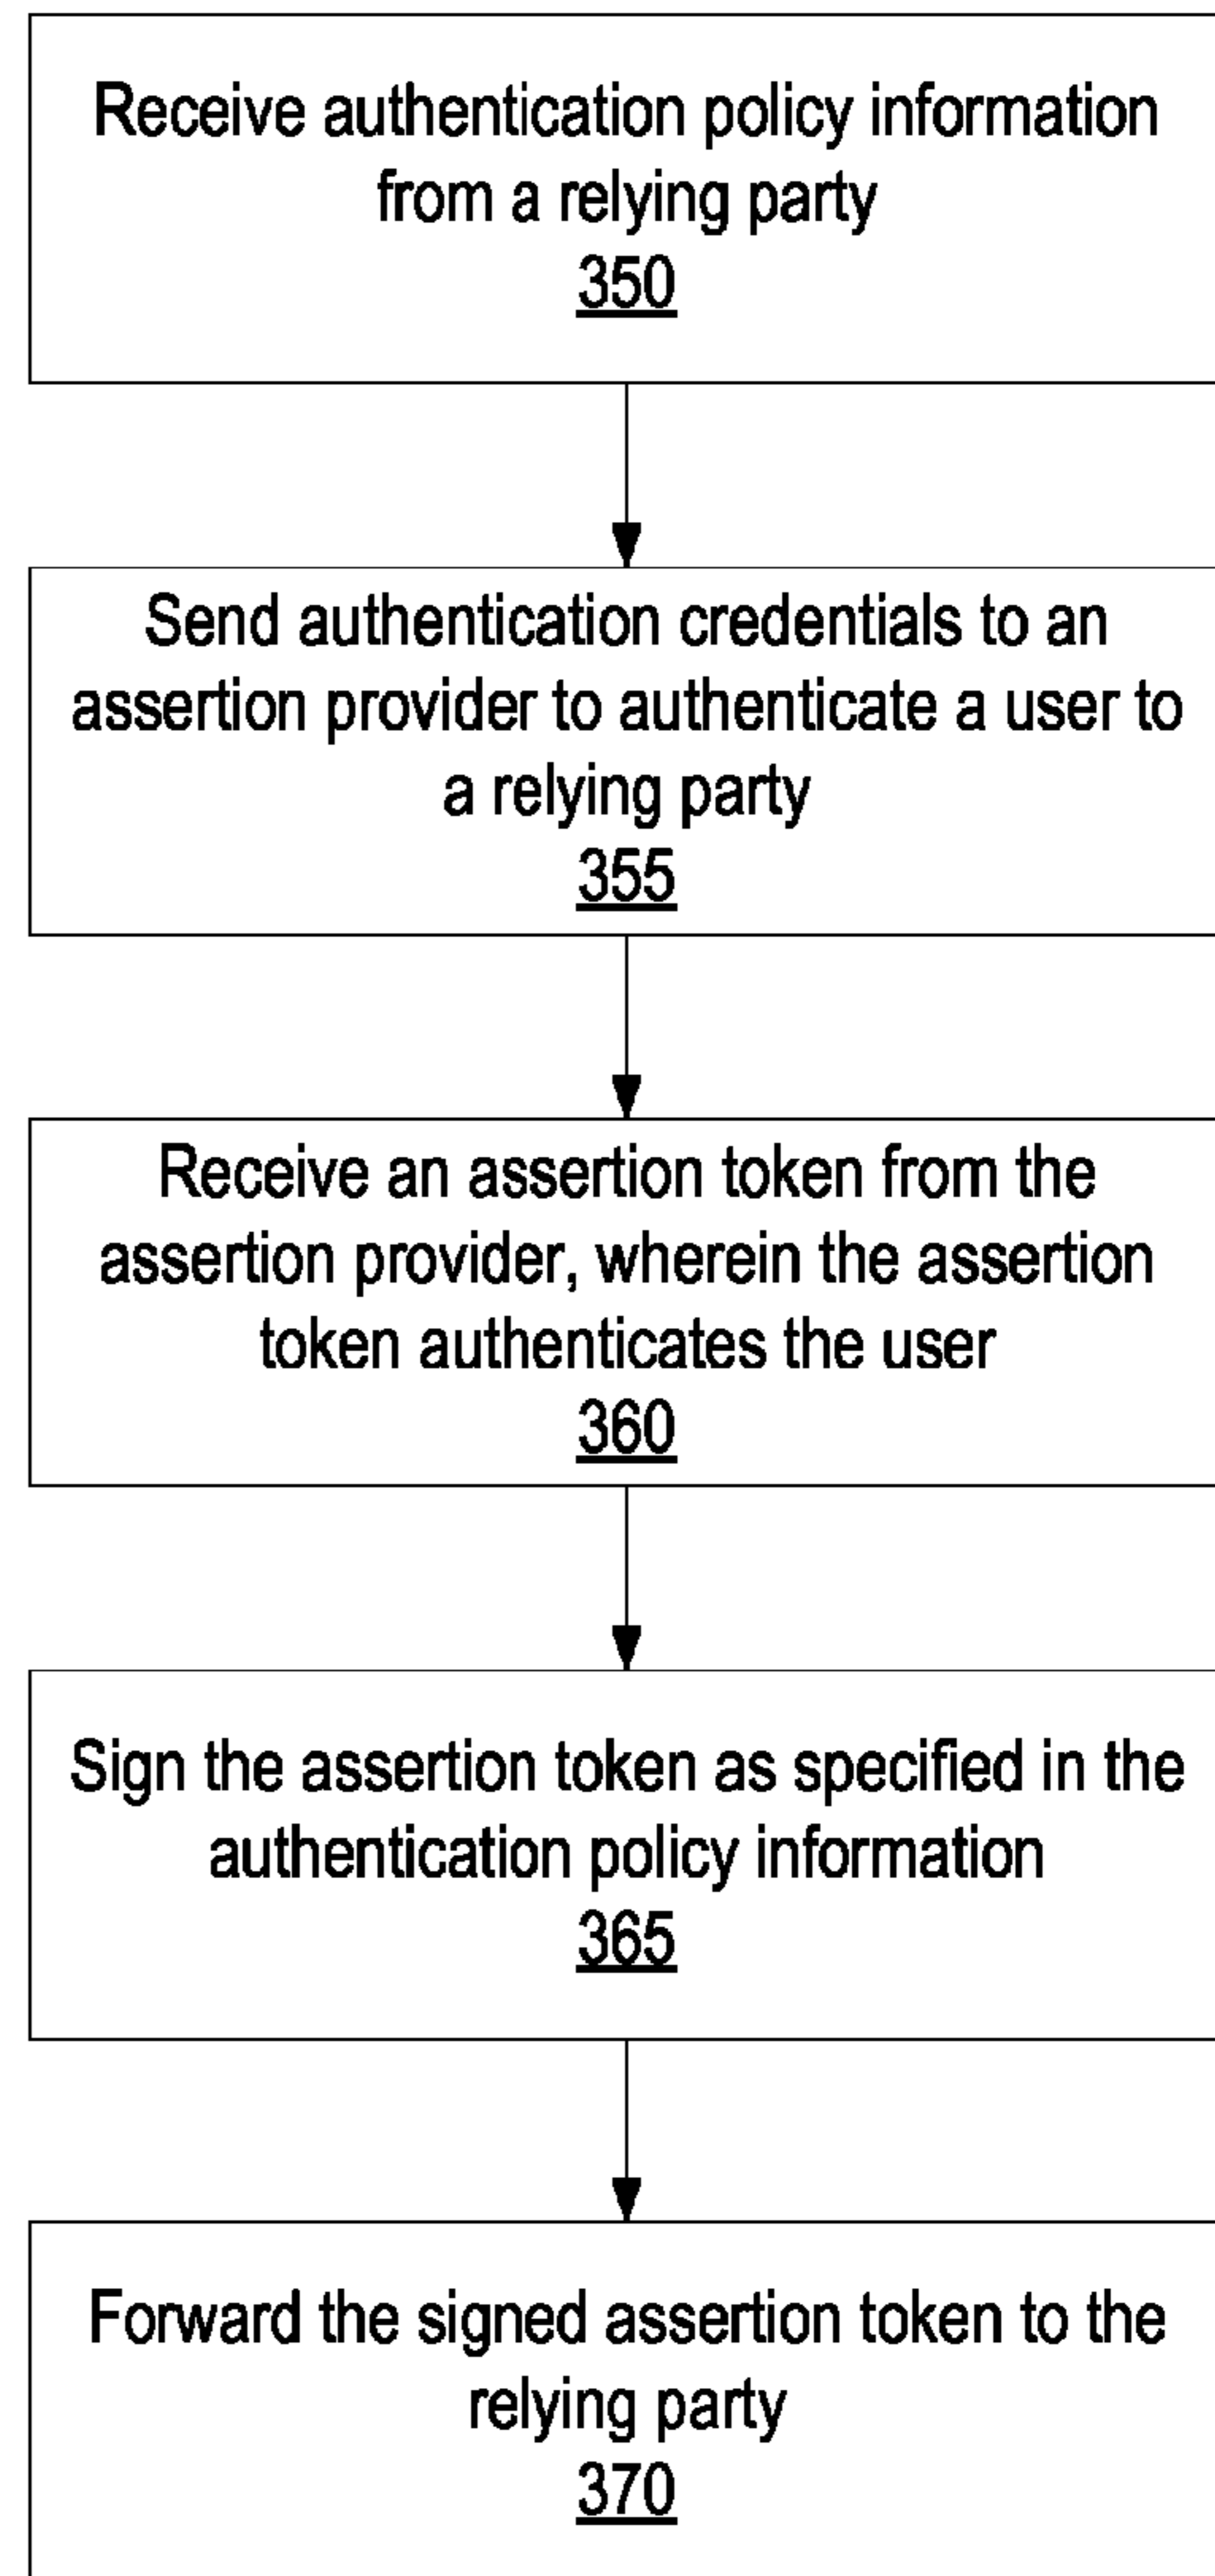 Receive authentication policy information
from a relying party
350
Send authentication credentials to an
assertion provider to authenticate a user to
a relying party
355
Receive an assertion token from the
assertion provider, wherein the assertion
token authenticates the user
360
Sign the assertion token as specified in the
authentication policy information
365
Forward the signed assertion token to the
relying party
370